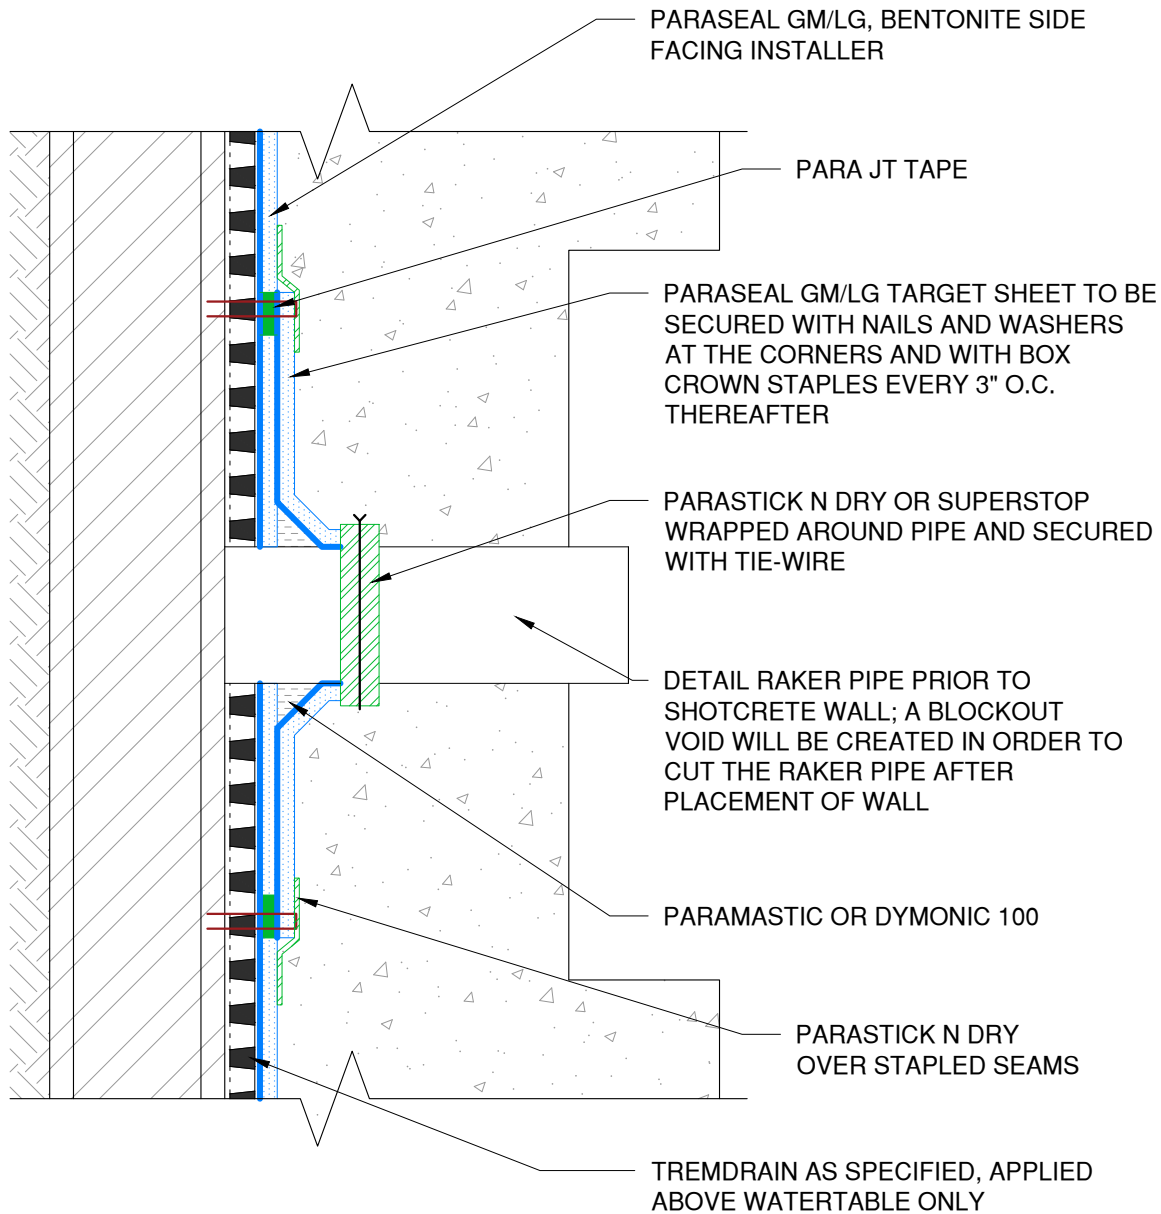 PARASEAL GM/LG, BENTONITE SIDE
FACING INSTALLER
PARA JT TAPE
PARASEAL GM/LG TARGET SHEET TO BE
SECURED WITH NAILS AND WASHERS
AT THE CORNERS AND WITH BOX
CROWN STAPLES EVERY 3" O.C.
THEREAFTER
PARASTICK N DRY OR SUPERSTOP
WRAPPED AROUND PIPE AND SECURED
WITH TIE-WIRE
DETAIL RAKER PIPE PRIOR TO
SHOTCRETE WALL; A BLOCKOUT
VOID WILL BE CREATED IN ORDER TO
CUT THE RAKER PIPE AFTER
PLACEMENT OF WALL
PARAMASTIC OR DYMONIC 100
PARASTICK N DRY
OVER STAPLED SEAMS
TREMDRAIN AS SPECIFIED, APPLIED
ABOVE WATERTABLE ONLY